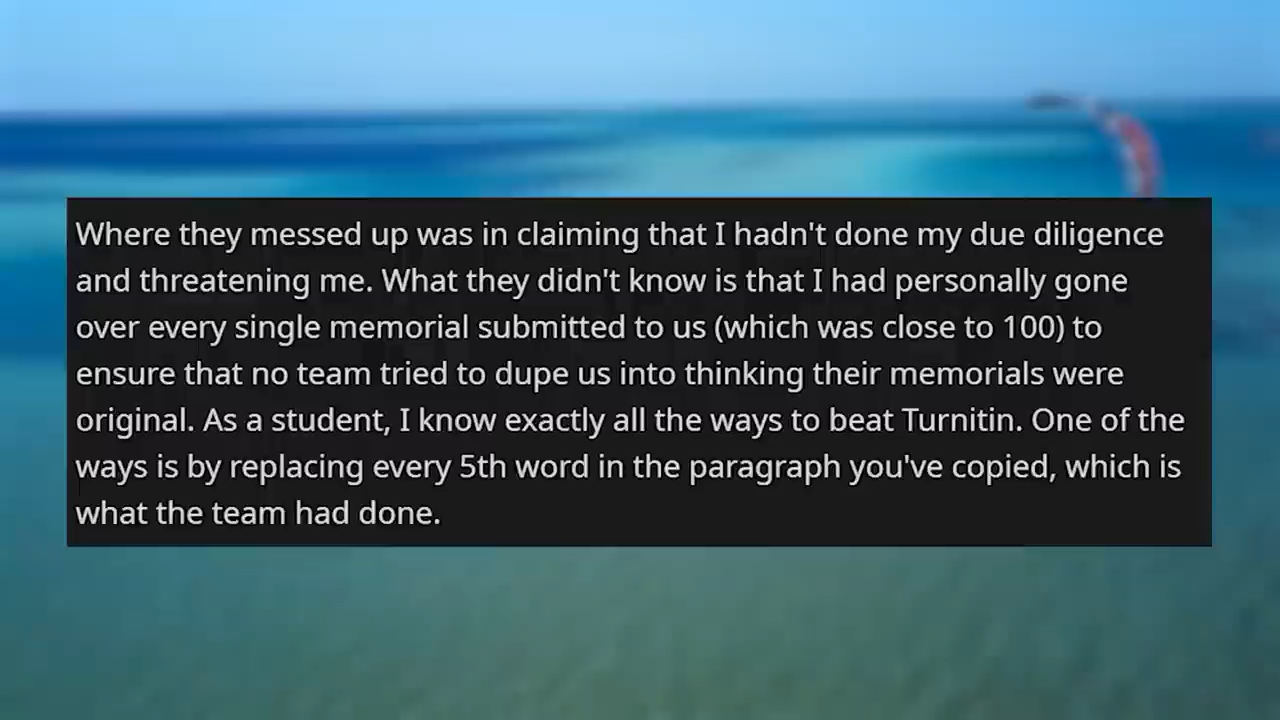 Where they messed up was in claiming that I hadn't done my due diligence
and threatening me. What they didn't know is that I had personally gone
over every single memorial submitted to us (which was close to 100) to
ensure that no team tried to dupe us into thinking their memorials were
original. As a student, I know exactly all the ways to beat Turnitin. One of the
ways is by replacing every 5th word in the paragraph you've copied, which is
what the team had done.